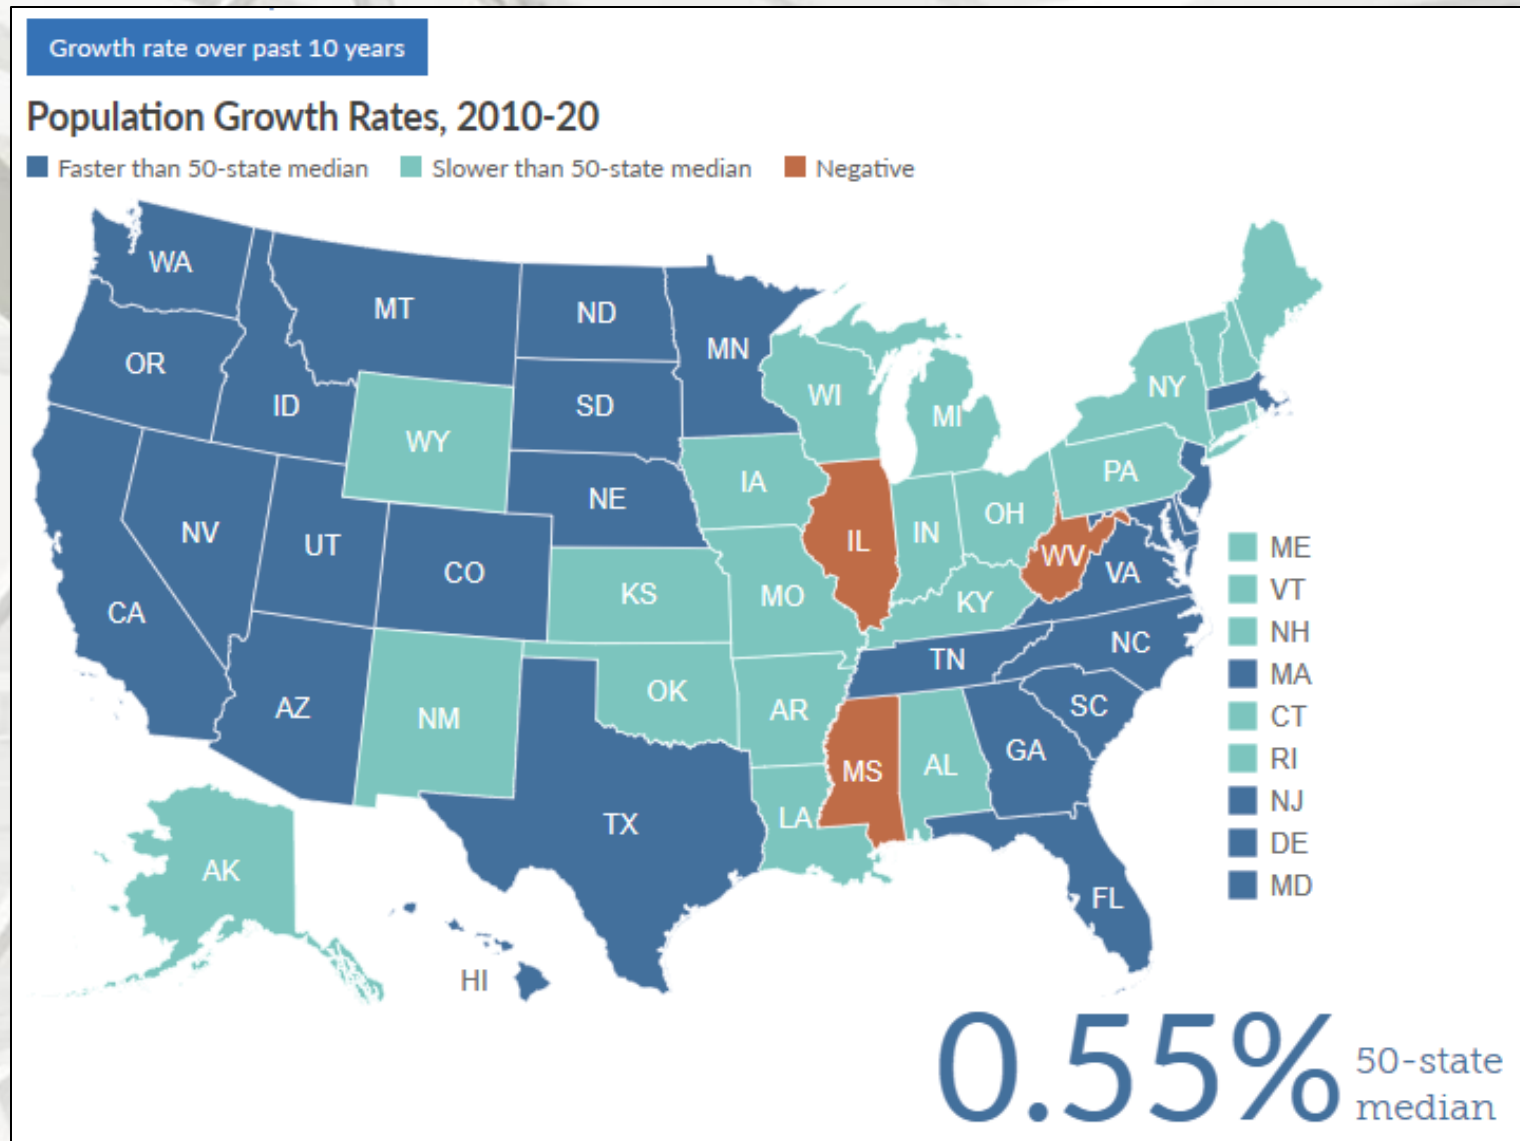 Growth rate over past 10 years
Population Growth Rates, 2010-20
Faster than 50-state median Slower than 50-state median Negative
WA
MT
ND
MN
OR
ID
SD
WI
MI
NY
WY
IA
PA
NE
NV
UT
CO
IL
IN
OH
WV
VA
ME
KS
MO
KY
VT
CA
NH
TN
NC
MA
AZ
NM
OK
AR
SC
CT
MS
AL
GA
RI
TX
LA
NJ
AK
FL
DE
MD
HI
0.55% 50-state
median